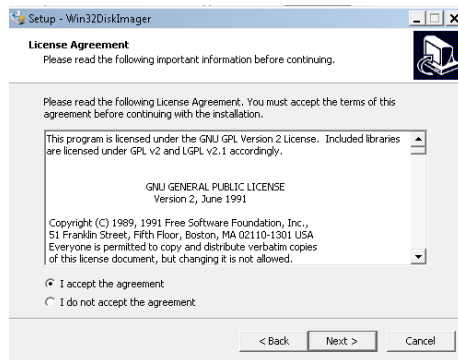 Setup - Win32DiskImager
License Agreement
Please read the following important information before continuing.
Please read the following License Agreement. You must accept the terms of this
agreement before continuing with the installation.
This program is licensed under the GNU GPL Version 2 License.  Included libraries
are licensed under GPL v2 and LGPL v2.1 accordingly.
GNU GENERAL PUBLIC LICENSE
Version 2, June 1991
Copyright (C) 1989, 1991 Free Software Foundation, Inc.,
51 Franklin Street, Fifth Floor, Boston, MA 02110-1301 USA
Everyone is permitted to copy and distribute verbatim copies
of this license document, but changing it is not allowed.
I accept the agreement
I do not accept the agreement
< Back
Next >
Cancel